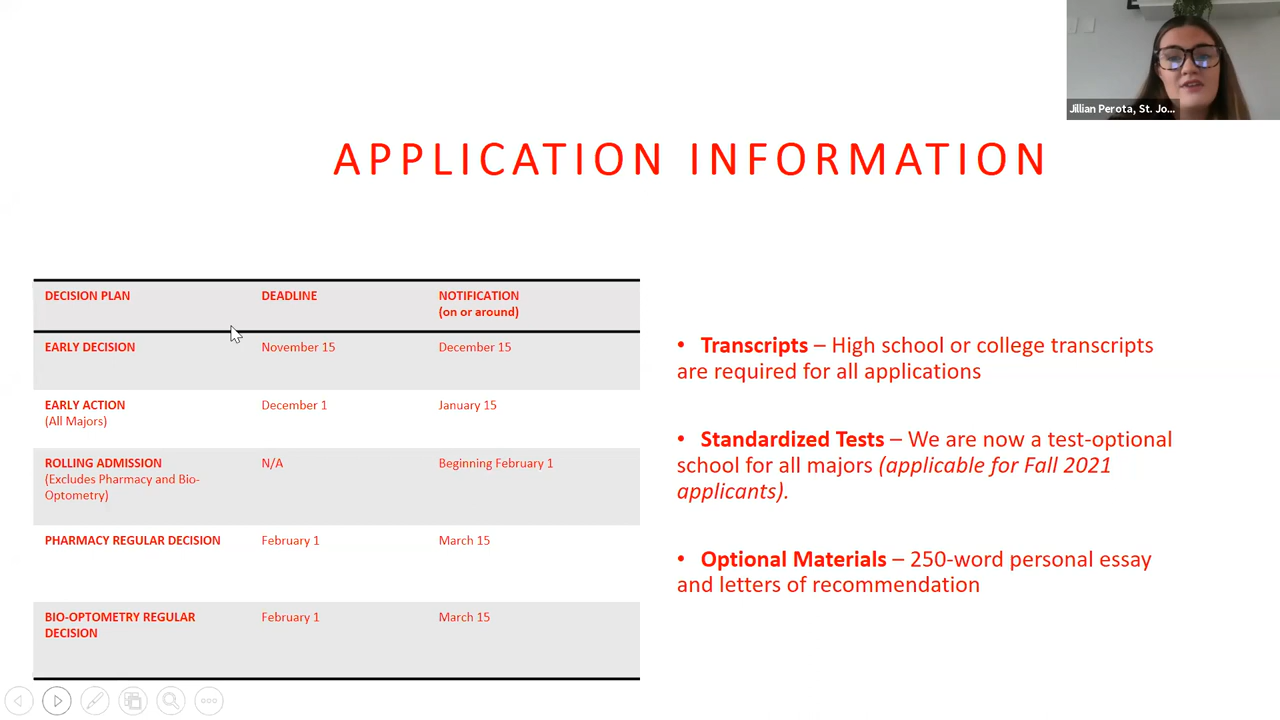 Jillian Perota, St. Jo...
APPLICATION INFORMATION
DECISION PLAN DEADLINE NOTIFICATION
(on or around)
EARLY DECISION November 15 December 15
EARLY ACTION December 1 January 15
(All Majors)
ROLLING ADMISSION N/A Beginning February 1
(Excludes Pharmacy and Bio-
Optometry)
PHARMACY REGULAR DECISION February 1 March 15
BIO-OPTOMETRY REGULAR February 1 March 15
DECISION
• Transcripts – High school or college transcripts
are required for all applications
• Standardized Tests – We are now a test-optional
school for all majors (applicable for Fall 2021
applicants).
• Optional Materials – 250-word personal essay
and letters of recommendation